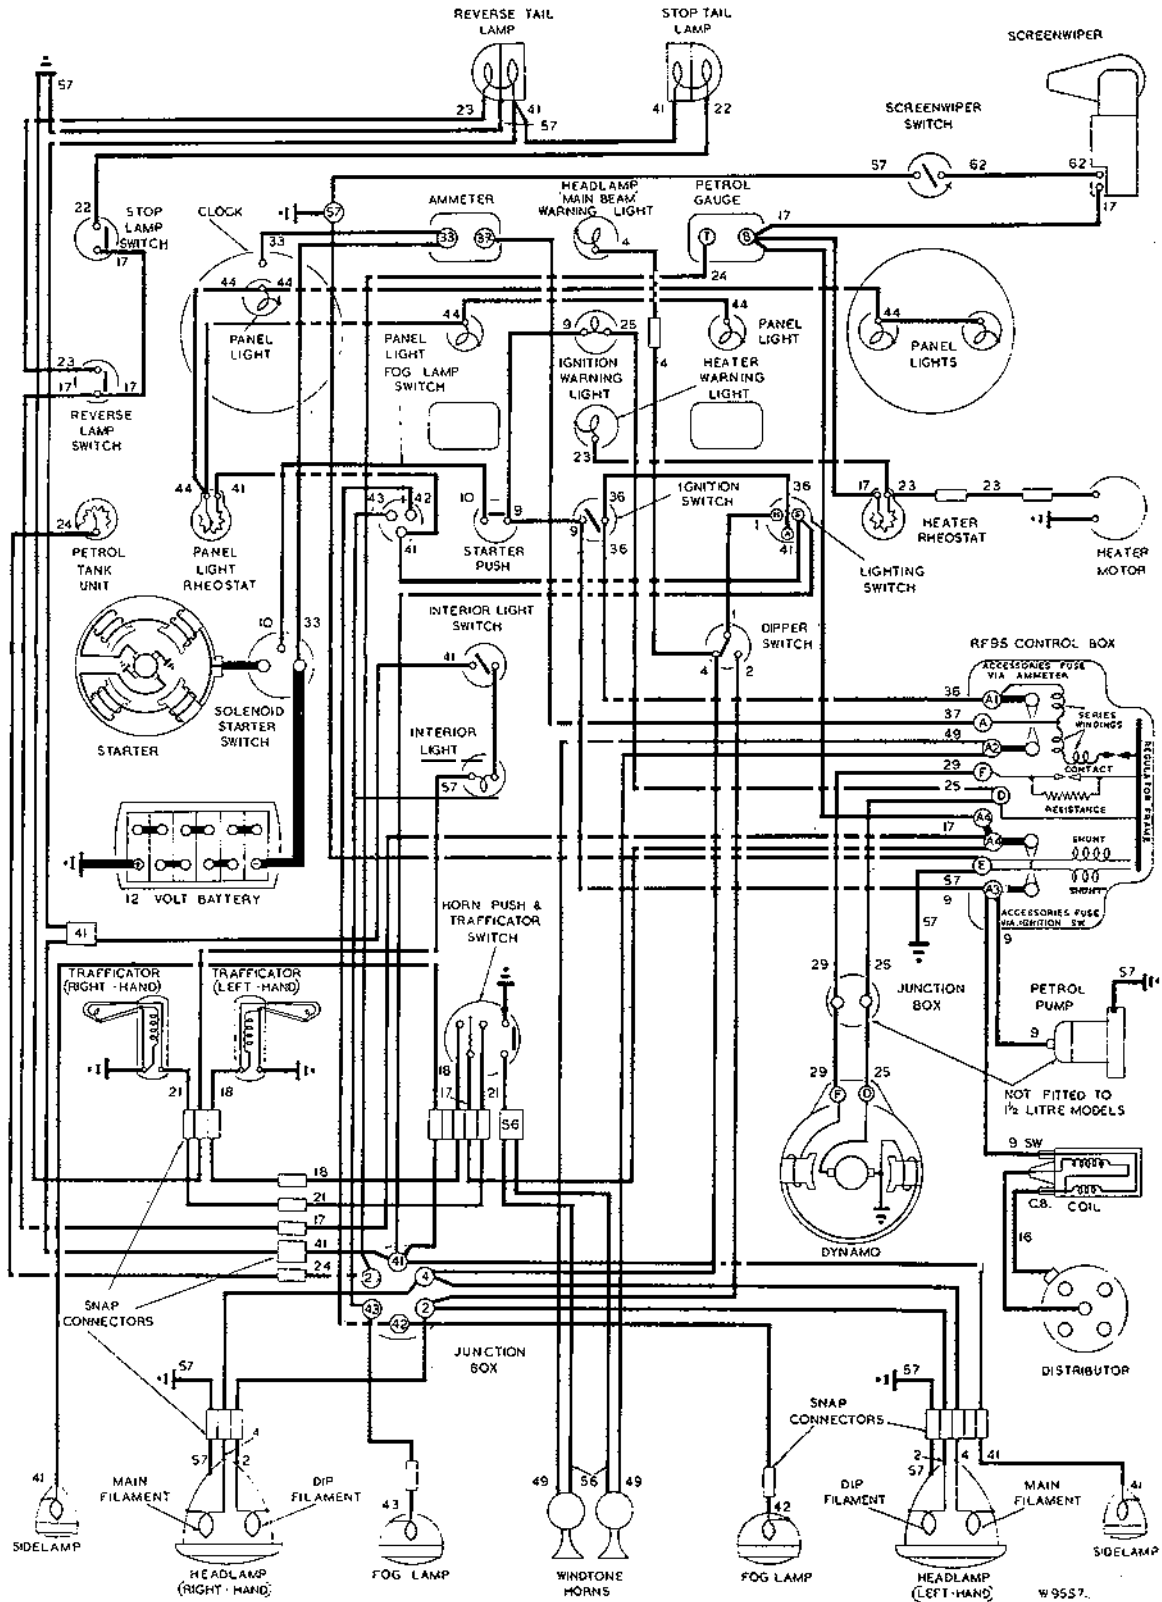 REVERSE TAIL
LAMP
STOP TAIL
LAMP
SCREENWIPER
57
23
41
57
41
22
SCREENWIPER
SWITCH
57
62
62
17
22
STOP
LAMP
SWITCH
17
CLOCK
33
57
AMMETER
33
37
HEADLAMP
'MAIN BEAM'
WARNING LIGHT
4
PETROL
GAUGE
T
B
17
24
44
44
PANEL
LIGHT
44
PANEL
LIGHT
FOG LAMP
SWITCH
9
25
IGNITION
WARNING
LIGHT
44
PANEL
LIGHT
HEATER
WARNING
LIGHT
4
44
PANEL
LIGHTS
23
17
17
REVERSE
LAMP
SWITCH
23
44
41
43
42
41
10
9
STARTER
PUSH
36
9
36
IGNITION
SWITCH
36
1
H
S
A
41
LIGHTING
SWITCH
17
23
23
HEATER
RHEOSTAT
HEATER
MOTOR
24
PETROL
TANK
UNIT
PANEL
LIGHT
RHEOSTAT
INTERIOR LIGHT
SWITCH
41
1
DIPPER
SWITCH
4
2
10
33
SOLENOID
STARTER
SWITCH
STARTER
INTERIOR
LIGHT
57
RF95 CONTROL BOX
ACCESSORIES FUSE
VIA AMMETER
36
A1
37
A
SERIES
WINDINGS
49
A2
29
F
CONTACT
25
D
RESISTANCE
A4
17
A4
SHUNT
E
57
SHUNT
A3
9
ACCESSORIES FUSE
VIA IGNITION SW.
REGULATOR FRAME
57
9
12 VOLT BATTERY
41
HORN PUSH &
TRAFFICATOR
SWITCH
TRAFFICATOR
(RIGHT-HAND)
TRAFFICATOR
(LEFT-HAND)
21
18
18
17
21
56
29
25
JUNCTION
BOX
PETROL
PUMP
57
9
29
25
F
D
NOT FITTED TO
1½ LITRE MODELS
DYNAMO
9
SW
C.B.
COIL
16
DISTRIBUTOR
18
21
17
41
24
41
2
4
43
2
42
SNAP
CONNECTORS
JUNCTION
BOX
57
57
4
2
MAIN
FILAMENT
DIP
FILAMENT
41
SIDELAMP
HEADLAMP
(RIGHT-HAND)
43
FOG LAMP
49
56
49
WINDTONE
HORNS
42
FOG LAMP
SNAP
CONNECTORS
57
2
57
4
41
DIP
FILAMENT
MAIN
FILAMENT
HEADLAMP
(LEFT-HAND)
41
SIDELAMP
W9557.